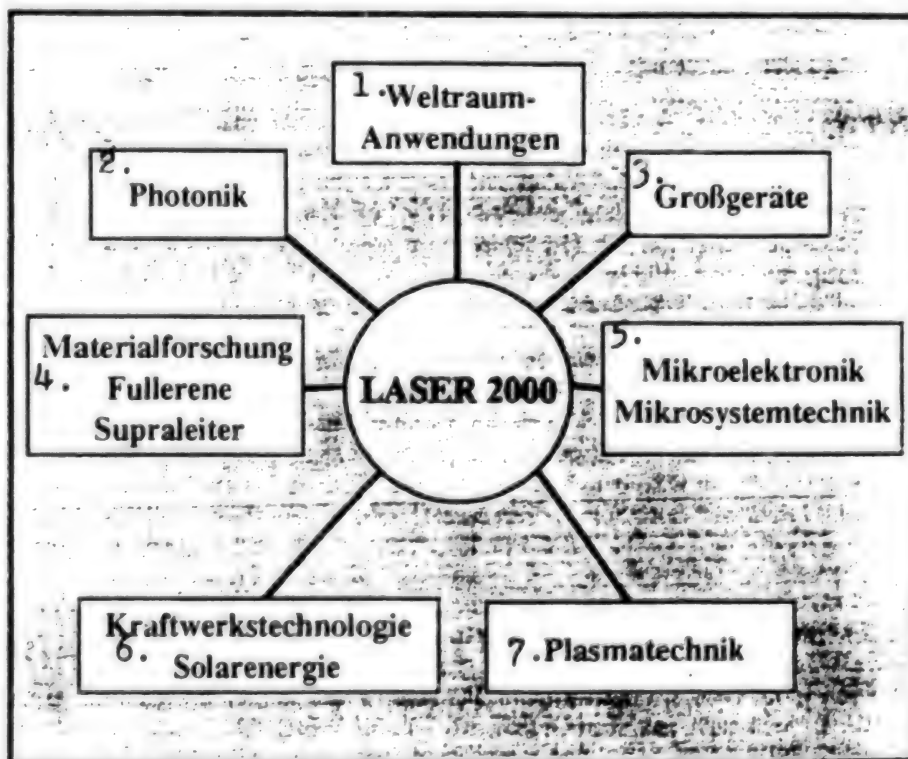 1. Weltraum-
Anwendungen
2.
Photonik
3. Großgeräte
Materialforschung
4. Fullerene
Supraleiter
LASER 2000
5.
Mikroelektronik
Mikrosystemtechnik
Kraftwerkstechnologie
6. Solarenergie
7. Plasmatechnik